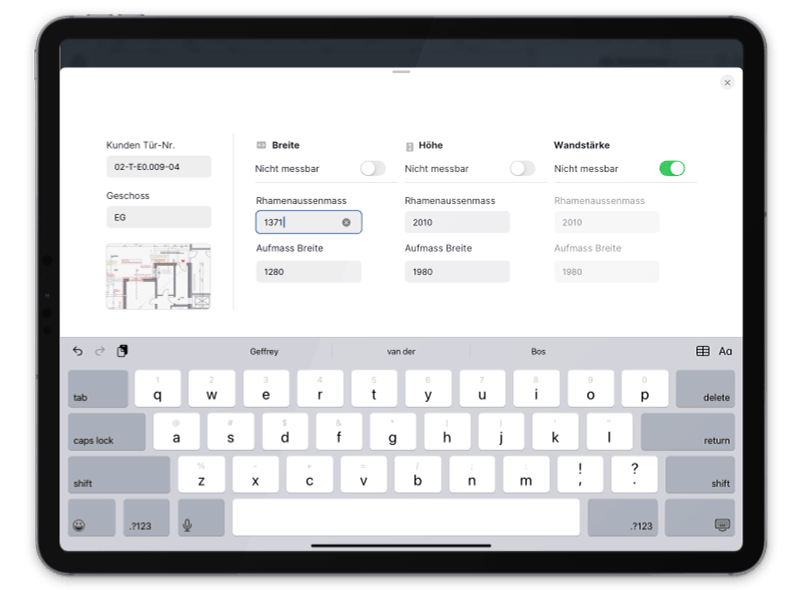 Kunden Tür-Nr.
02-T-E0.009-04
Geschoss
EG
Breite
Nicht messbar
Rhamenaussenmass
1371
Aufmass Breite
1280
Höhe
Nicht messbar
Rhamenaussenmass
2010
Aufmass Breite
1980
Wandstärke
Nicht messbar
Rhamenaussenmass
2010
Aufmass Breite
1980
Geffrey van der Bos Aa
1 2 3 4 5 6 7 8 9 0
tab q w e r t y u i o p delete
caps lock a s d f g h j k l return
shift z x c v b n m ! , ? . shift
.?123 .?123